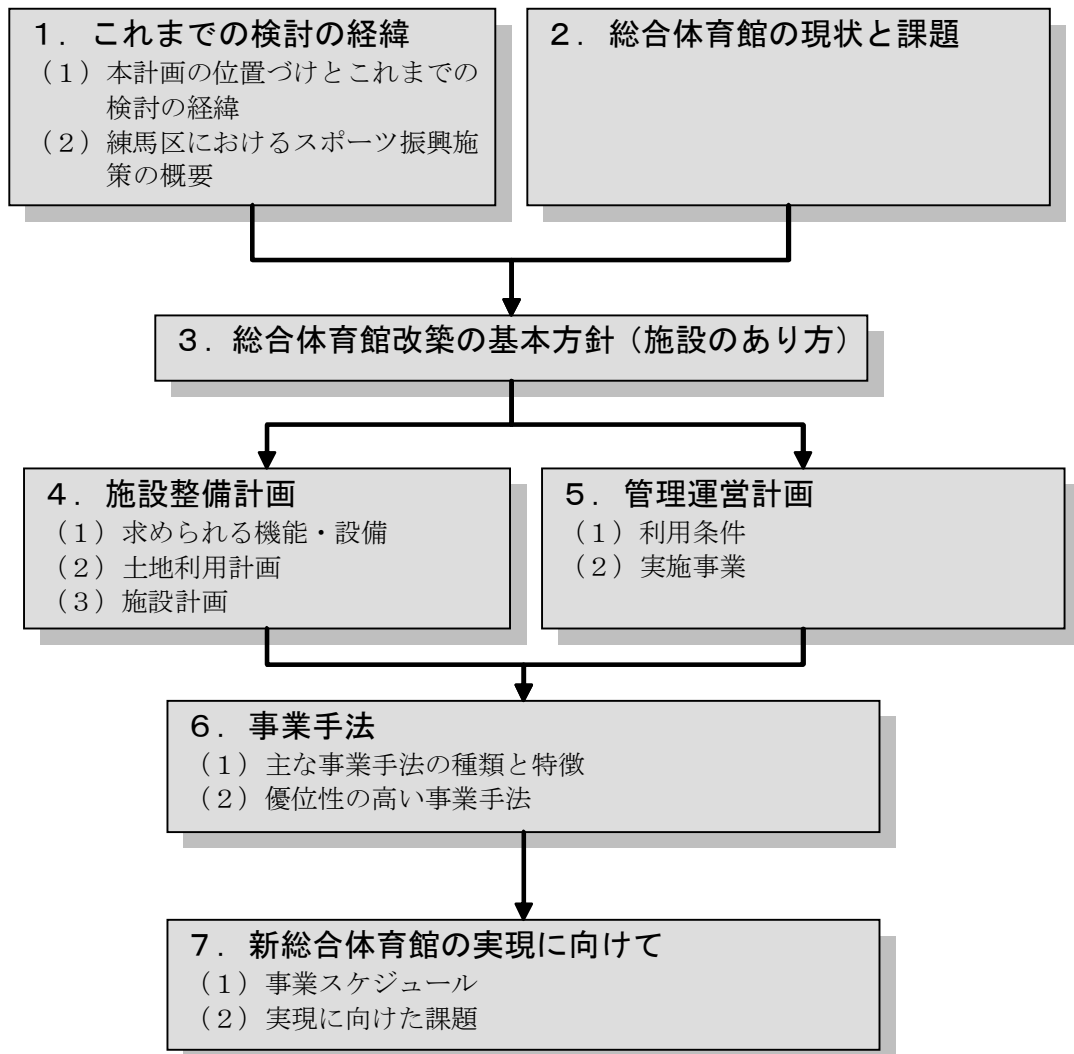 1．これまでの検討の経緯
（１）本計画の位置づけとこれまでの
検討の経緯
（２）練馬区におけるスポーツ振興施
策の概要
2．総合体育館の現状と課題
3．総合体育館改築の基本方針（施設のあり方）
4．施設整備計画
（１）求められる機能・設備
（２）土地利用計画
（３）施設計画
5．管理運営計画
（１）利用条件
（２）実施事業
6．事業手法
（１）主な事業手法の種類と特徴
（２）優位性の高い事業手法
7．新総合体育館の実現に向けて
（１）事業スケジュール
（２）実現に向けた課題